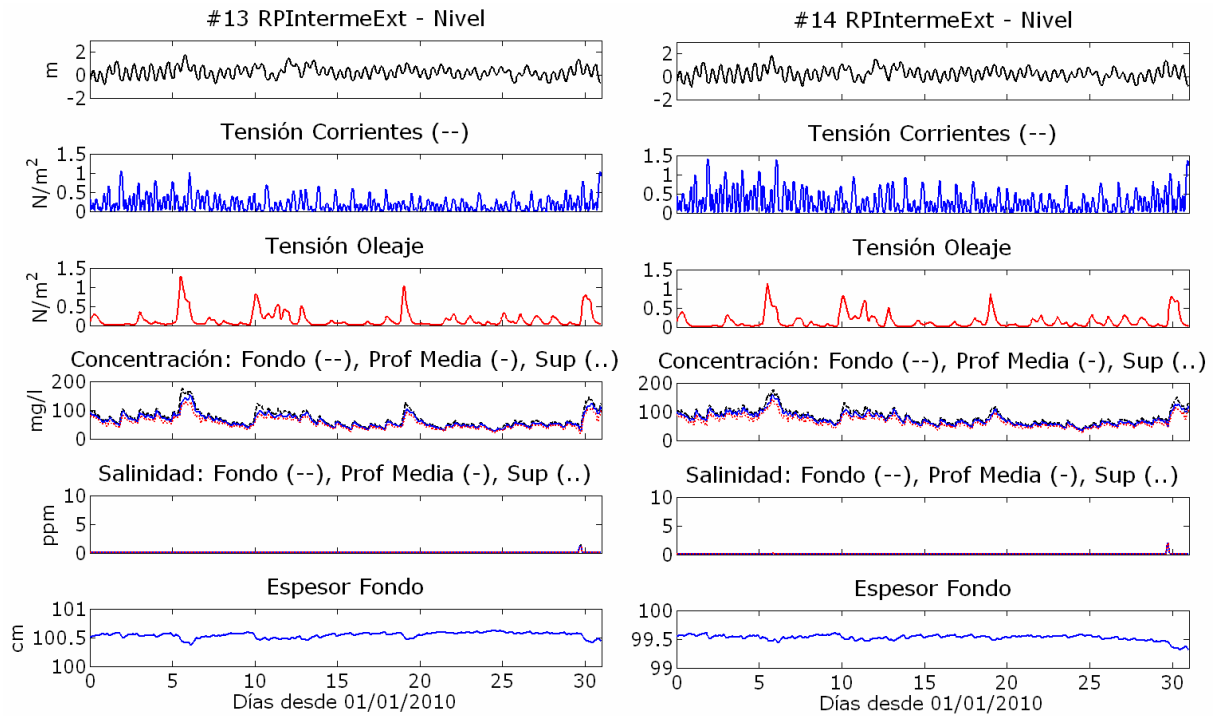 #13 RPIntermeExt - Nivel
m
2
0
-2
Tensión Corrientes (--)
N/m²
1.5
1
0.5
0
Tensión Oleaje
N/m²
1.5
1
0.5
0
Concentración: Fondo (--), Prof Media (-), Sup (..)
mg/l
200
100
0
Salinidad: Fondo (--), Prof Media (-), Sup (..)
ppm
10
5
0
Espesor Fondo
cm
101
100.5
100
0 5 10 15 20 25 30
Días desde 01/01/2010
#14 RPIntermeExt - Nivel
2
0
-2
Tensión Corrientes (--)
1.5
1
0.5
0
Tensión Oleaje
1.5
1
0.5
0
Concentración: Fondo (--), Prof Media (-), Sup (..)
200
100
0
Salinidad: Fondo (--), Prof Media (-), Sup (..)
10
5
0
Espesor Fondo
100
99.5
99
0 5 10 15 20 25 30
Días desde 01/01/2010